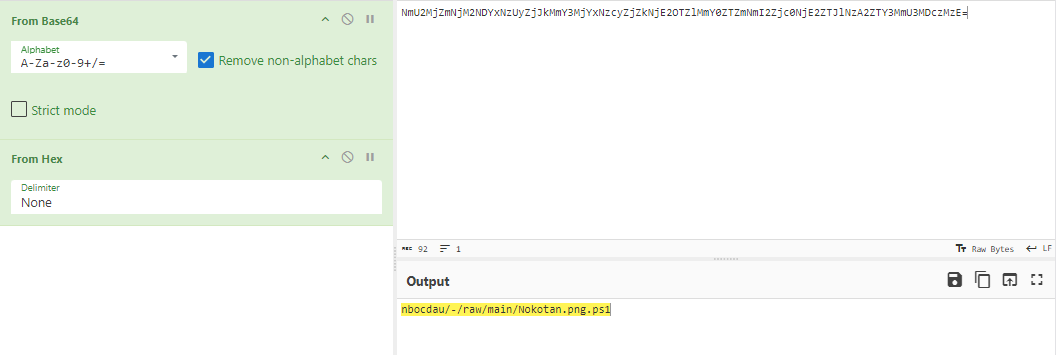 From Base64
Alphabet
A-Za-z0-9+/=
Remove non-alphabet chars
Strict mode
From Hex
Delimiter
None
NmU2MjZmNjM2NDYxNzUyZjJkMmY3MjYxNzcyZjZkNjE2OTZlMmY0ZTZmNmI2Zjc0NjE2ZTJlNzA2ZTY3MmU3MDczMzE=
REC 92 1 Tт Raw Bytes LF
Output
nbocdau/-/raw/main/Nokotan.png.ps1